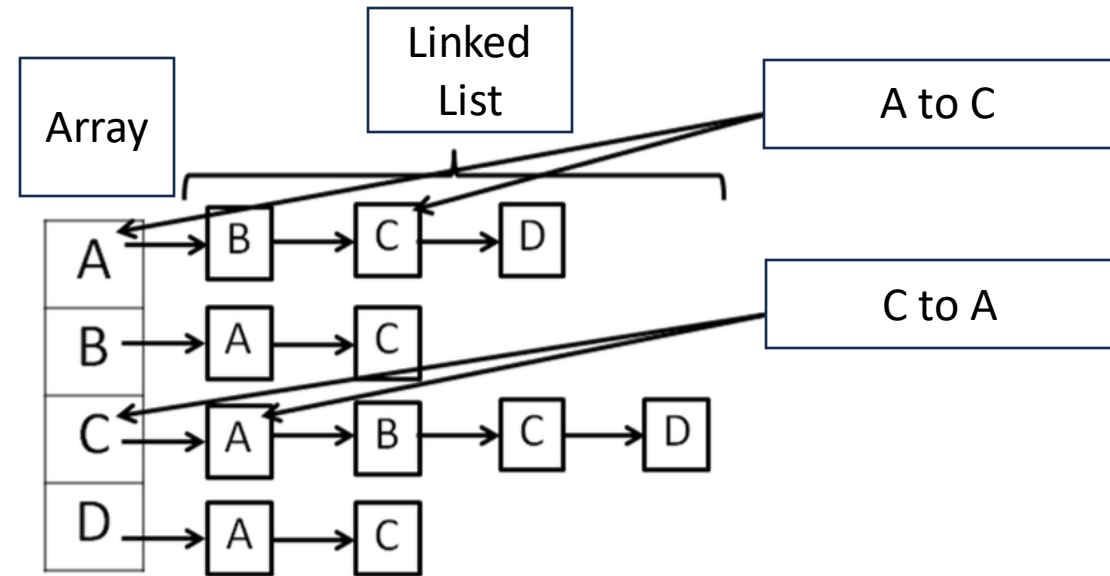 Linked
List
Array
A to C
A B C D
B A C
C to A
C A B C D
D A C